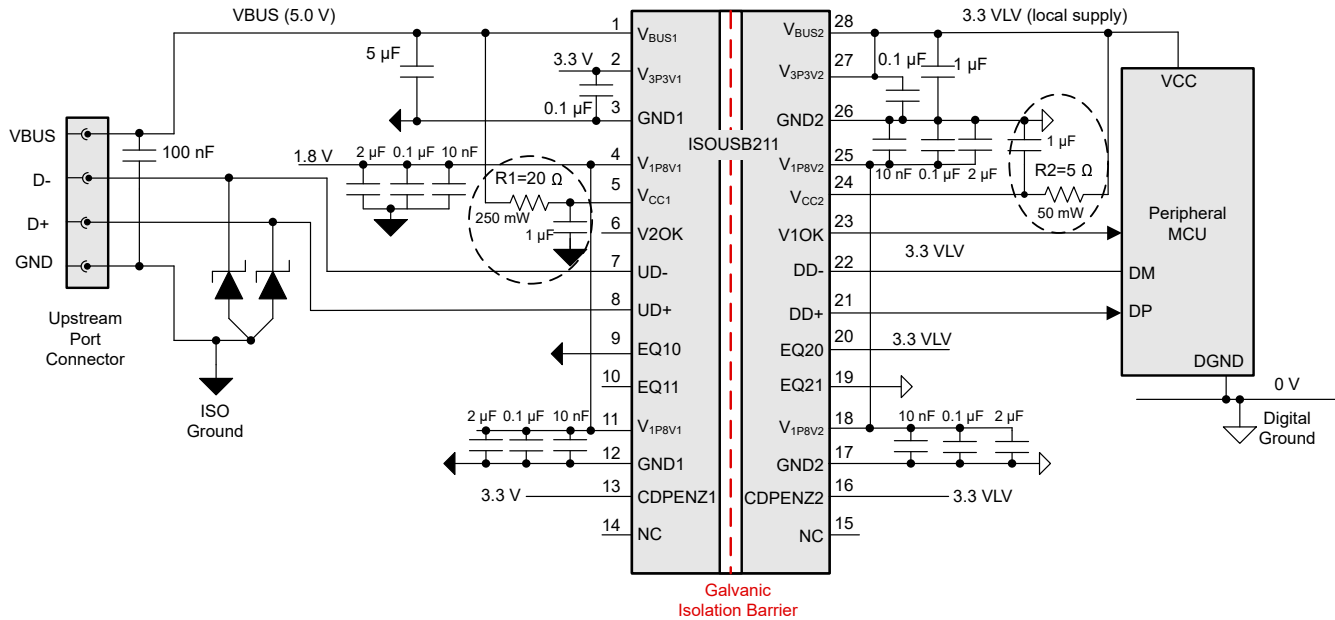 VBUS (5.0 V)
3.3 VLV (local supply)
VBUS
D-
D+
GND
Upstream
Port
Connector
100 nF
ISO
Ground
5 µF
3.3 V
0.1 µF
1.8 V
2 µF 0.1 µF 10 nF
R1=20 Ω
250 mW
1 µF
2 µF 0.1 µF 10 nF
3.3 V
1 VBUS1
2 V3P3V1
3 GND1
4 V1P8V1
5 VCC1
6 V2OK
7 UD-
8 UD+
9 EQ10
10 EQ11
11 V1P8V1
12 GND1
13 CDPENZ1
14 NC
ISOUSB211
Galvanic
Isolation Barrier
VBUS2 28
V3P3V2 27
GND2 26
V1P8V2 25
VCC2 24
V1OK 23
DD- 22
DD+ 21
EQ20 20
EQ21 19
V1P8V2 18
GND2 17
CDPENZ2 16
NC 15
0.1 µF
1 µF
10 nF 0.1 µF 2 µF
1 µF
R2=5 Ω
50 mW
3.3 VLV
3.3 VLV
10 nF 0.1 µF 2 µF
3.3 VLV
VCC
Peripheral
MCU
DM
DP
DGND
0 V
Digital
Ground